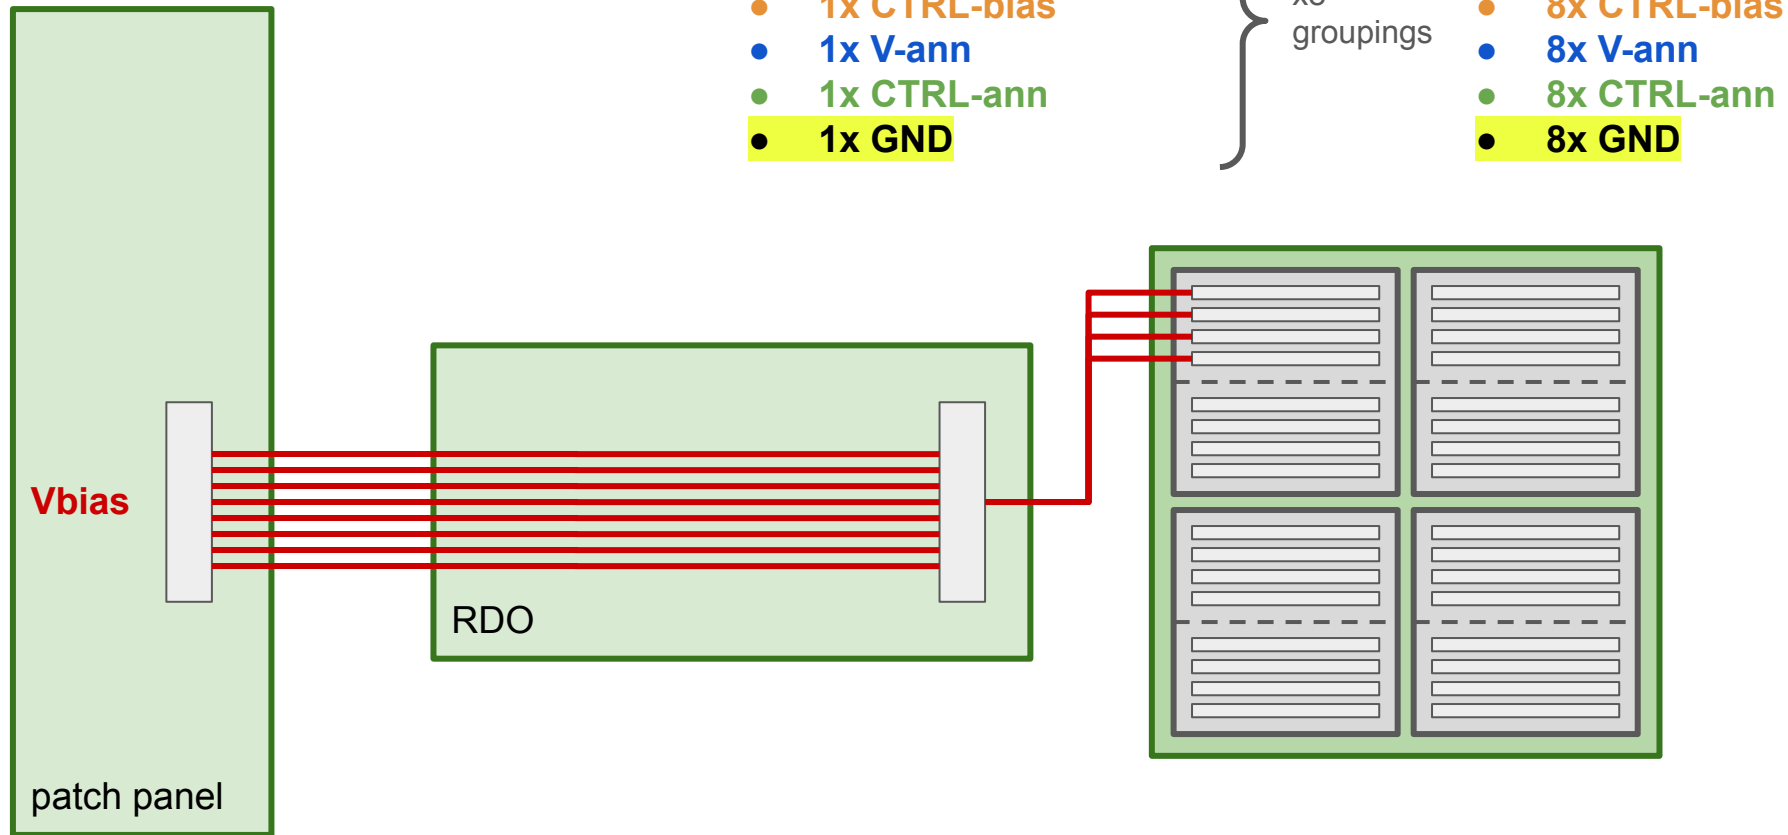 1x CTRL-bias
1x V-ann
1x CTRL-ann
1x GND
groupings
8x CTRL-bias
8x V-ann
8x CTRL-ann
8x GND
Vbias
RDO
patch panel